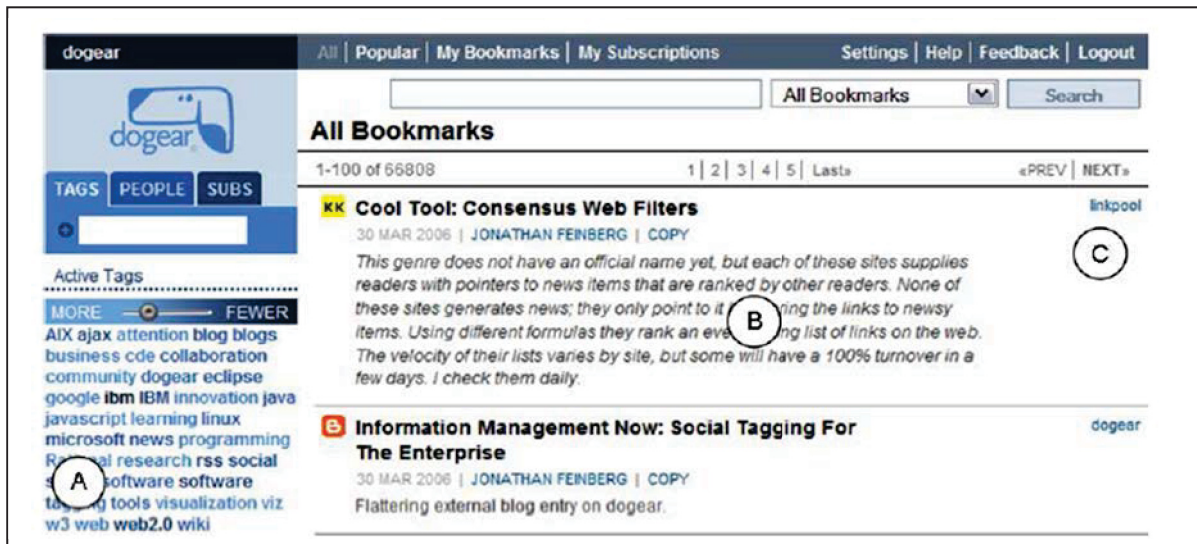 dogear
All | Popular | My Bookmarks | My Subscriptions
Settings | Help | Feedback | Logout
dogear
All Bookmarks
Search
All Bookmarks
1-100 of 66808
1 | 2 | 3 | 4 | 5 | Last»
«PREV | NEXT»
TAGS
PEOPLE
SUBS
Active Tags
MORE
FEWER
AIX ajax attention blog blogs
business cde collaboration
community dogear eclipse
google ibm IBM innovation java
javascript learning linux
microsoft news programming
research rss social
software software
tools visualization viz
w3 web web2.0 wiki
A
KK Cool Tool: Consensus Web Filters
linkpool
30 MAR 2006 | JONATHAN FEINBERG | COPY
This genre does not have an official name yet, but each of these sites supplies
readers with pointers to news items that are ranked by other readers. None of
these sites generates news; they only point to it the links to newsy
items. Using different formulas they rank an list of links on the web.
The velocity of their lists varies by site, but some will have a 100% turnover in a
few days. I check them daily.
B
C
Information Management Now: Social Tagging For
The Enterprise
dogear
30 MAR 2006 | JONATHAN FEINBERG | COPY
Flattering external blog entry on dogear.